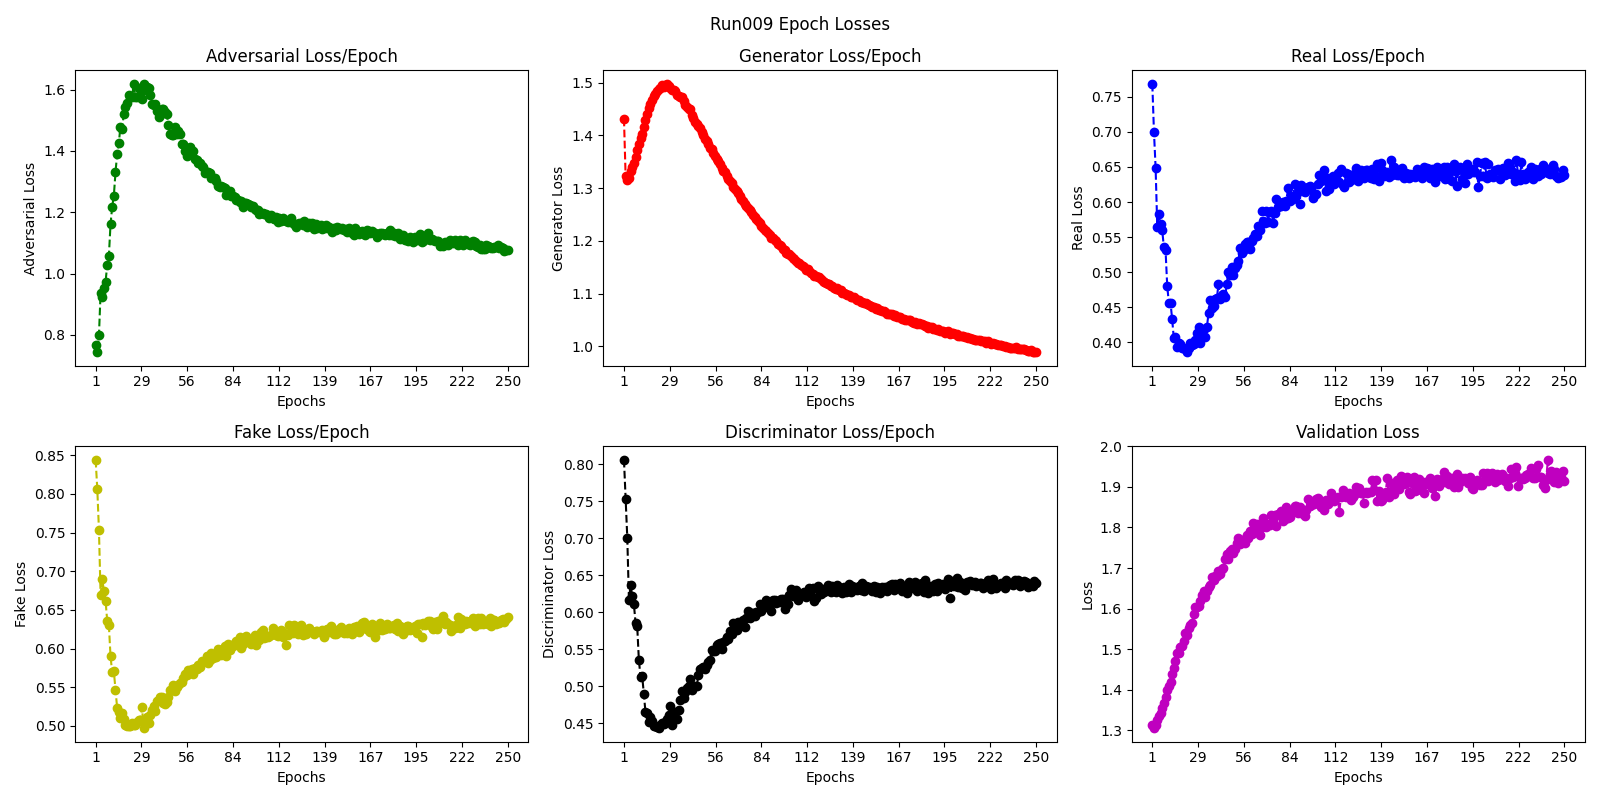 Run009 Epoch Losses
Adversarial Loss/Epoch
Adversarial Loss
1.6
1.4
1.2
1.0
0.8
1 29 56 84 112 139 167 195 222 250
Epochs
Generator Loss/Epoch
Generator Loss
1.5
1.4
1.3
1.2
1.1
1.0
1 29 56 84 112 139 167 195 222 250
Epochs
Real Loss/Epoch
Real Loss
0.75
0.70
0.65
0.60
0.55
0.50
0.45
0.40
1 29 56 84 112 139 167 195 222 250
Epochs
Fake Loss/Epoch
Fake Loss
0.85
0.80
0.75
0.70
0.65
0.60
0.55
0.50
1 29 56 84 112 139 167 195 222 250
Epochs
Discriminator Loss/Epoch
Discriminator Loss
0.80
0.75
0.70
0.65
0.60
0.55
0.50
0.45
1 29 56 84 112 139 167 195 222 250
Epochs
Validation Loss
Loss
2.0
1.9
1.8
1.7
1.6
1.5
1.4
1.3
1 29 56 84 112 139 167 195 222 250
Epochs